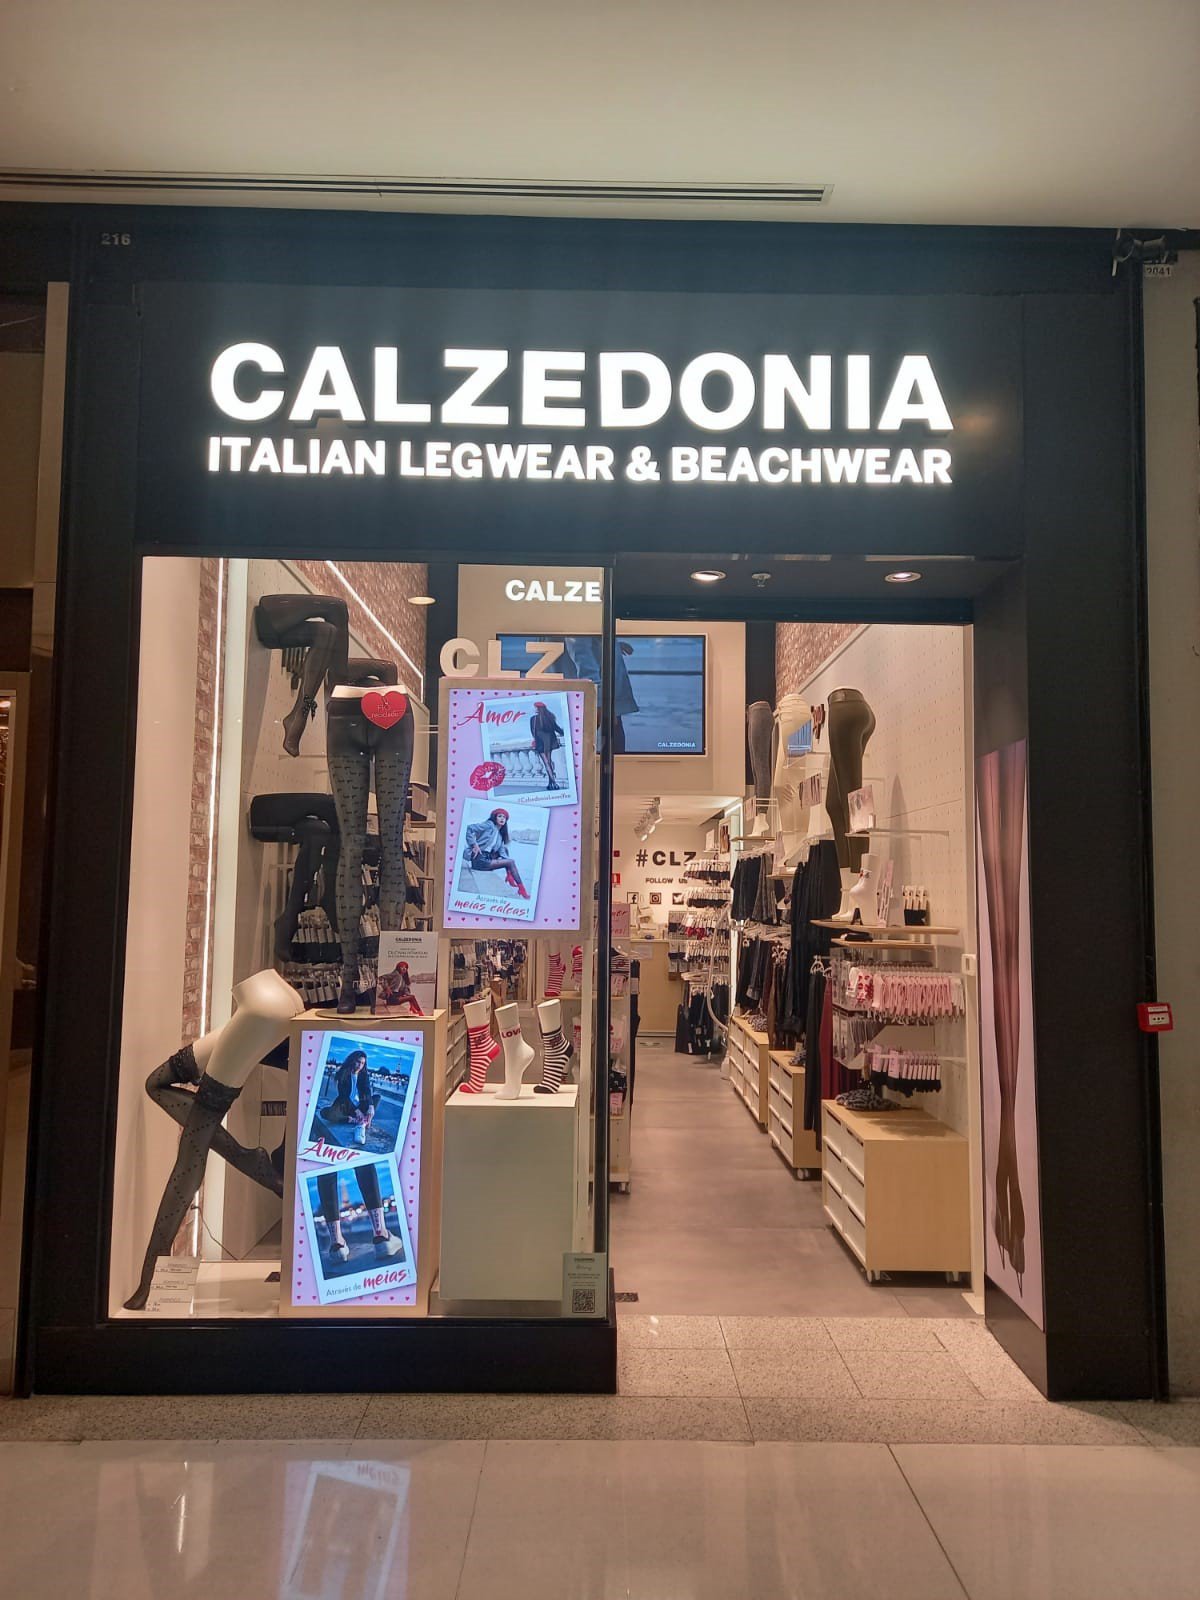 216
2041
CALZEDONIA
ITALIAN LEGWEAR & BEACHWEAR
CALZE
CLZ
CALZEDONIA
Amor
#CLZ
FOLLOW US
Através de
meias calças!
CALZEDONIA
Amor
Através de meias!
LOVE